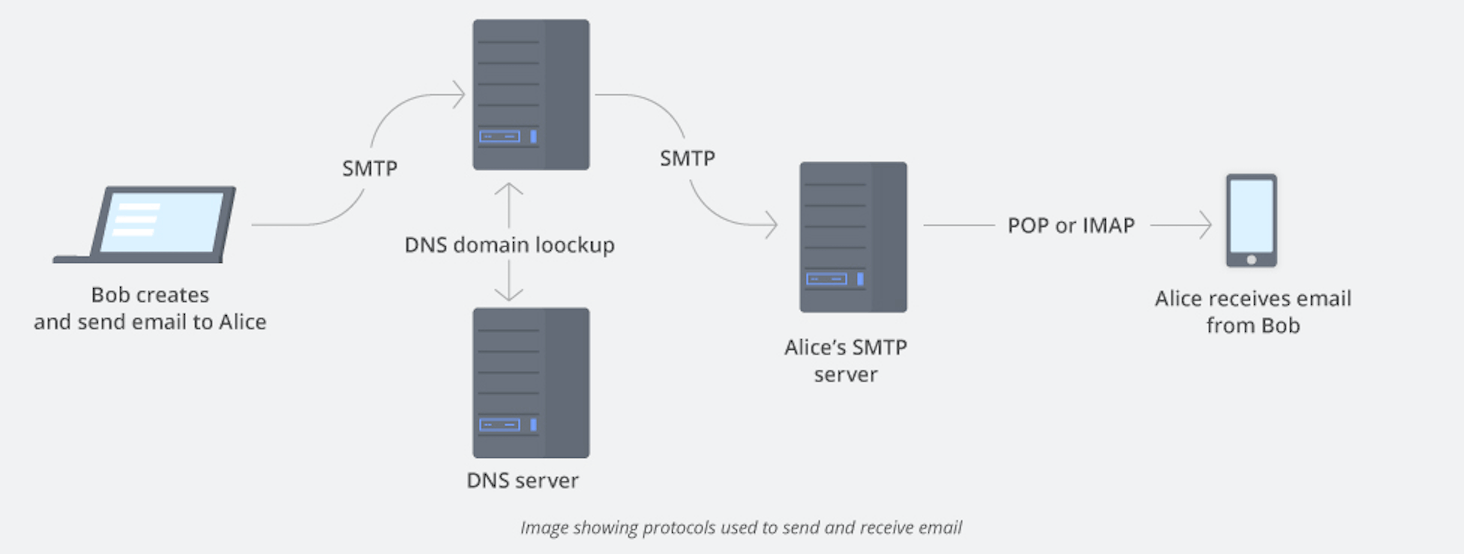 SMTP
SMTP
DNS domain loockup
POP or IMAP
Bob creates
and send email to Alice
Alice receives email
from Bob
Alice’s SMTP
server
DNS server
Image showing protocols used to send and receive email